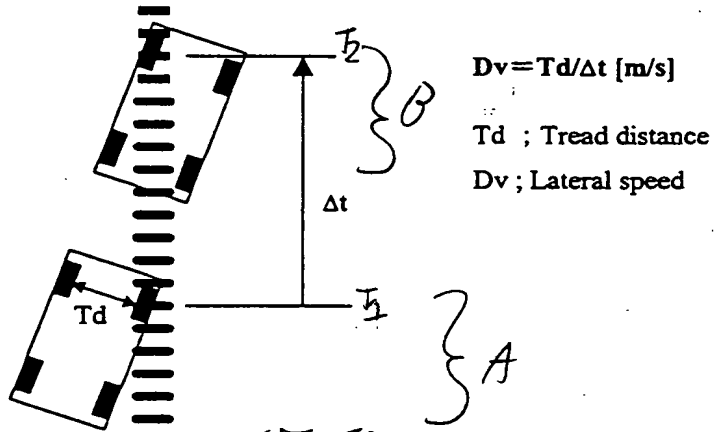 T2
B
Dv=Td/Δt [m/s]
Td ; Tread distance
Dv ; Lateral speed
Δt
Td
T1
A